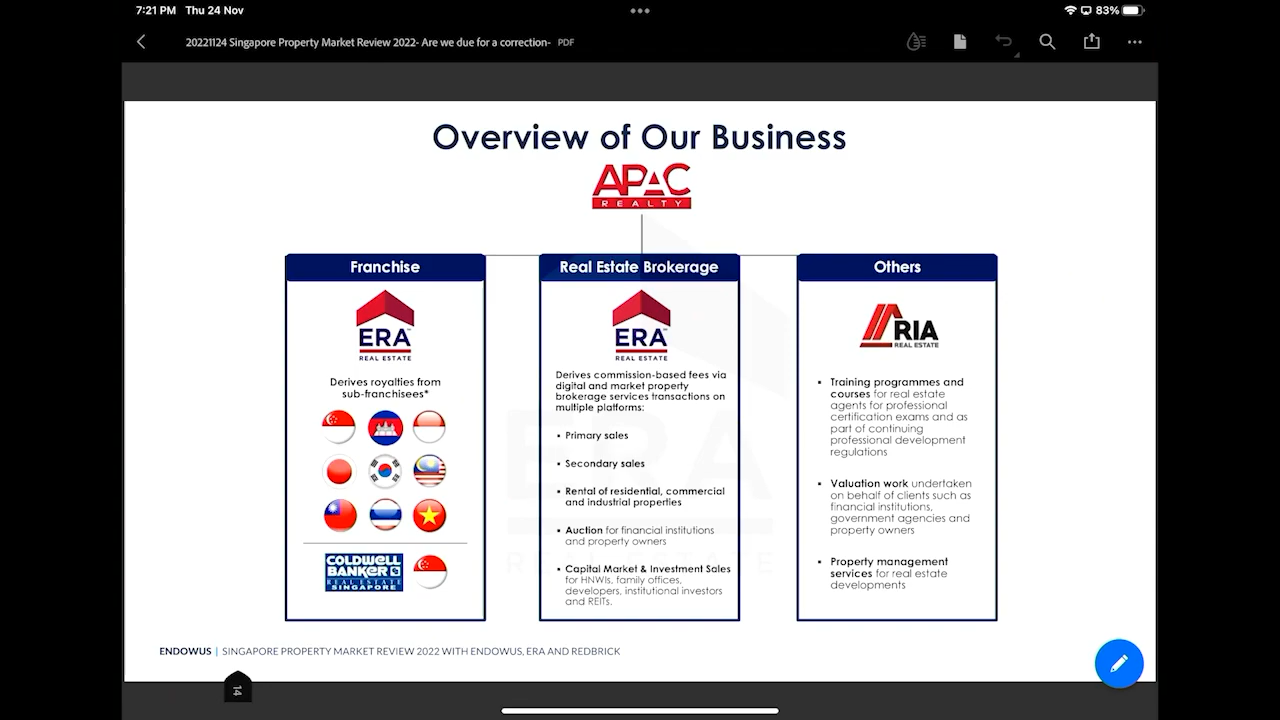 7:21 PM Thu 24 Nov
83%
20221124 Singapore Property Market Review 2022- Are we due for a correction- PDF
Overview of Our Business
APAC
REALTY
Franchise
ERA
REAL ESTATE
Derives royalties from
sub-franchisees*
COLDWELL
BANKER
REAL ESTATE
SINGAPORE
Real Estate Brokerage
ERA
REAL ESTATE
Derives commission-based fees via
digital and market property
brokerage services transactions on
multiple platforms:
• Primary sales
• Secondary sales
• Rental of residential, commercial
and industrial properties
• Auction for financial institutions
and property owners
• Capital Market & Investment Sales
for HNWIs, family offices,
developers, institutional investors
and REITs.
Others
RIA
REAL ESTATE
▪ Training programmes and
courses for real estate
agents for professional
certification exams and as
part of continuing
professional development
regulations
▪ Valuation work undertaken
on behalf of clients such as
financial institutions,
government agencies and
property owners
▪ Property management
services for real estate
developments
ERA
REAL ESTATE
ENDOWUS | SINGAPORE PROPERTY MARKET REVIEW 2022 WITH ENDOWUS, ERA AND REDBRICK
14